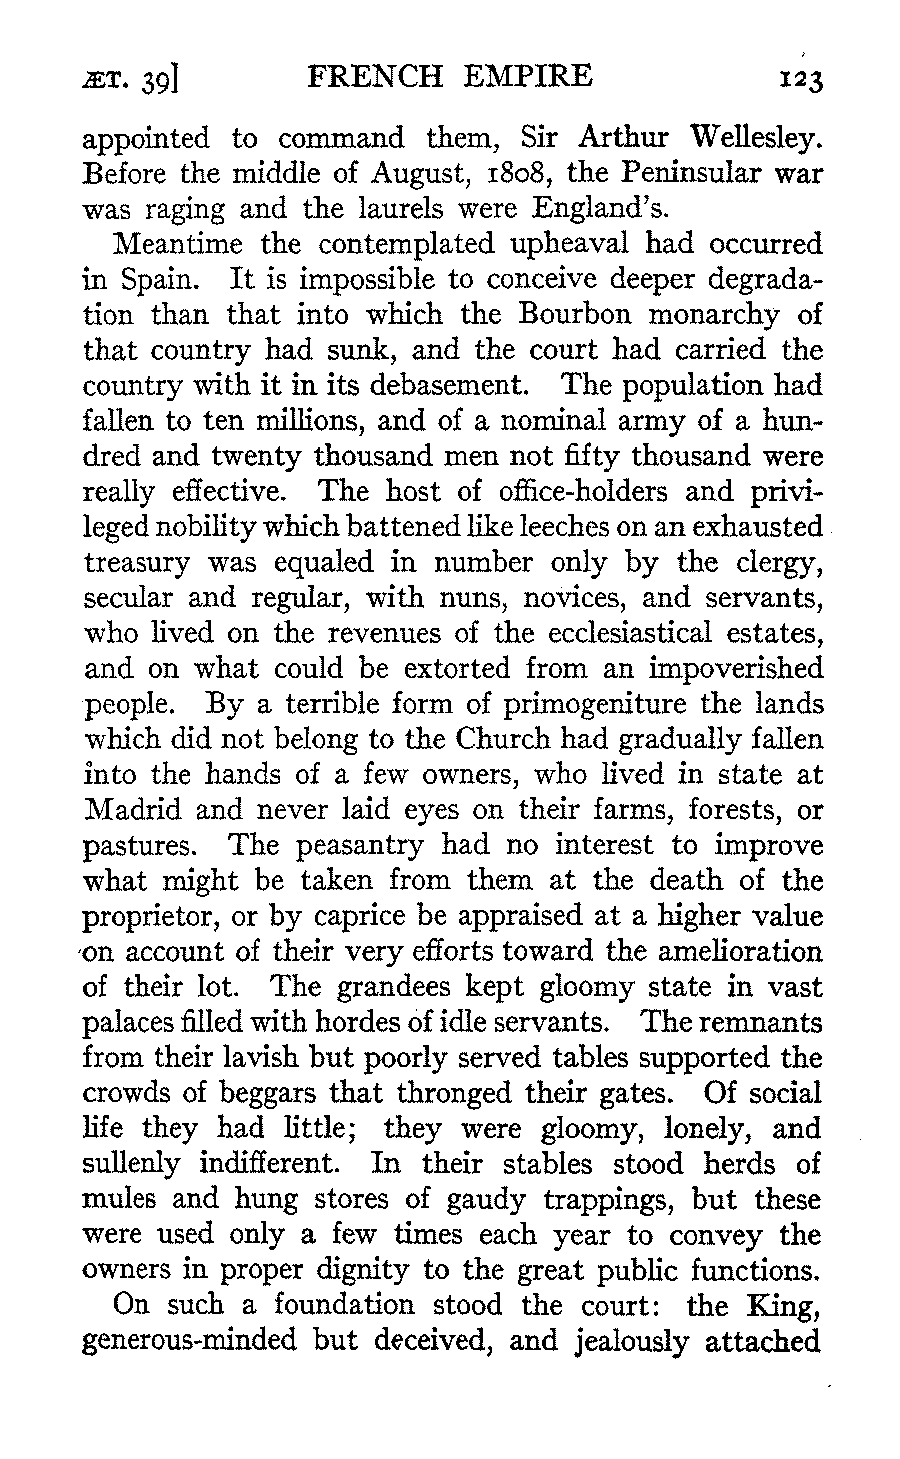 ÆT. 39] FRENCH EMPIRE 123
appointed to command them, Sir Arthur Wellesley.
Before the middle of August, 1808, the Peninsular war
was raging and the laurels were England's.
Meantime the contemplated upheaval had occurred
in Spain. It is impossible to conceive deeper degrada-
tion than that into which the Bourbon monarchy of
that country had sunk, and the court had carried the
country with it in its debasement. The population had
fallen to ten millions, and of a nominal army of a hun-
dred and twenty thousand men not fifty thousand were
really effective. The host of office-holders and privi-
leged nobility which battened like leeches on an exhausted
treasury was equaled in number only by the clergy,
secular and regular, with nuns, novices, and servants,
who lived on the revenues of the ecclesiastical estates,
and on what could be extorted from an impoverished
people. By a terrible form of primogeniture the lands
which did not belong to the Church had gradually fallen
into the hands of a few owners, who lived in state at
Madrid and never laid eyes on their farms, forests, or
pastures. The peasantry had no interest to improve
what might be taken from them at the death of the
proprietor, or by caprice be appraised at a higher value
on account of their very efforts toward the amelioration
of their lot. The grandees kept gloomy state in vast
palaces filled with hordes of idle servants. The remnants
from their lavish but poorly served tables supported the
crowds of beggars that thronged their gates. Of social
life they had little; they were gloomy, lonely, and
sullenly indifferent. In their stables stood herds of
mules and hung stores of gaudy trappings, but these
were used only a few times each year to convey the
owners in proper dignity to the great public functions.
On such a foundation stood the court: the King,
generous-minded but deceived, and jealously attached